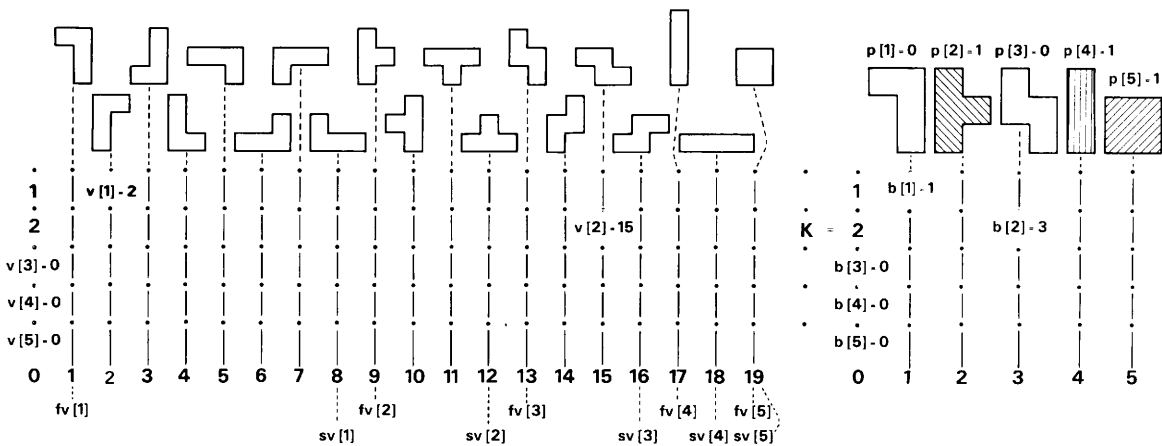 p [1]=0 p [2]=1 p [3]-0 p [4]-1
p [5]=1
1 v [1] - 2 1 b [1] - 1
2 v [2] - 15 K = 2 b [2] = 3
v [3] - 0 b [3] - 0
v [4] - 0 b [4] - 0
v [5] - 0 b [5] - 0
0 1 2 3 4 5 6 7 8 9 10 11 12 13 14 15 16 17 18 19 0 1 2 3 4 5
fv [1] fv [2] fv [3] fv [4] fv [5]
sv [1] sv [2] sv [3] sv [4] sv [5]